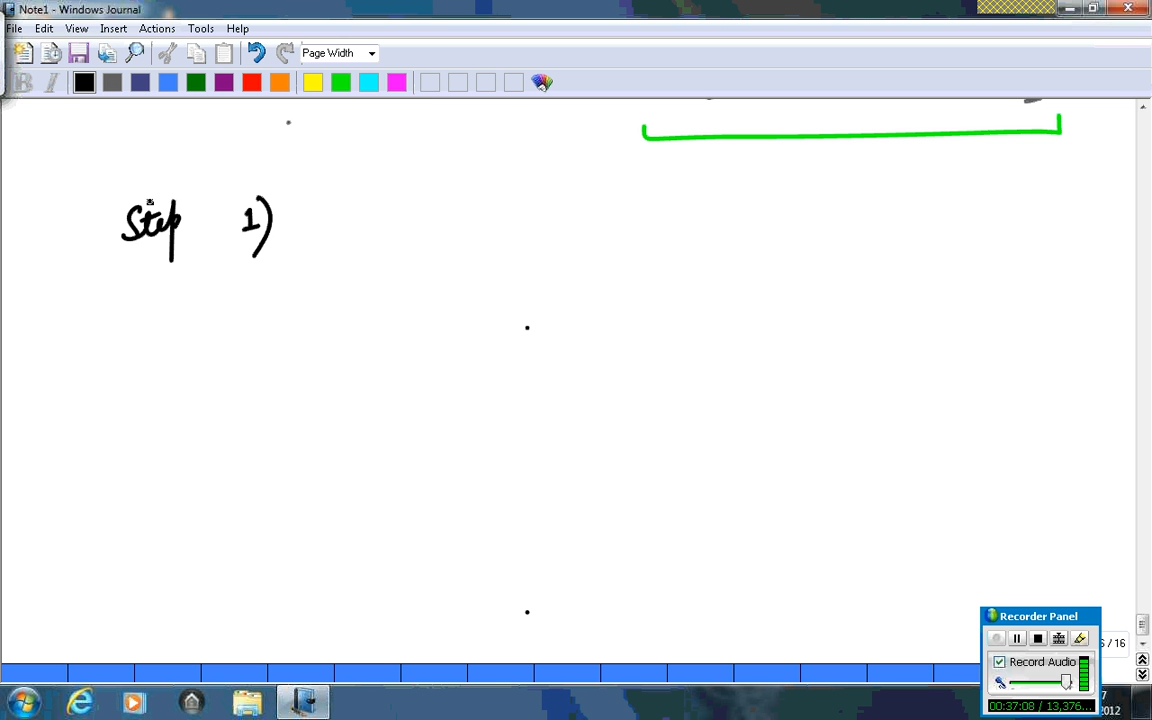 Note1 - Windows Journal
File Edit View Insert Actions Tools Help
Page Width
B I
Step 1)
Recorder Panel
Record Audio
00:37:08 / 13,376...
6 / 16
7
2012